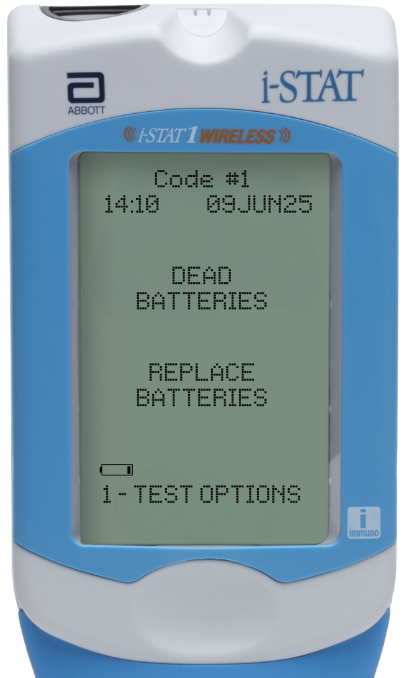 ABBOTT
i-STAT
i-STAT 1 WIRELESS
Code #1
14:10 09JUN25
DEAD
BATTERIES
REPLACE
BATTERIES
1 - TEST OPTIONS
i
immuno